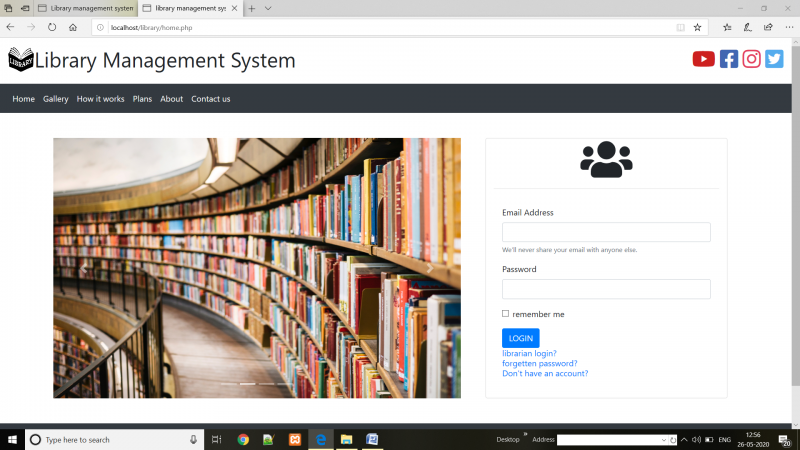 Library Management system
library management sys
localhost/library/home.php
LIBRARY
Library Management System
Home Gallery How it works Plans About Contact us
Email Address
We'll never share your email with anyone else.
Password
remember me
LOGIN
librarian login?
forgetten password?
Don't have an account?
Type here to search
Desktop
Address
ENG
12:56
26-05-2020
20